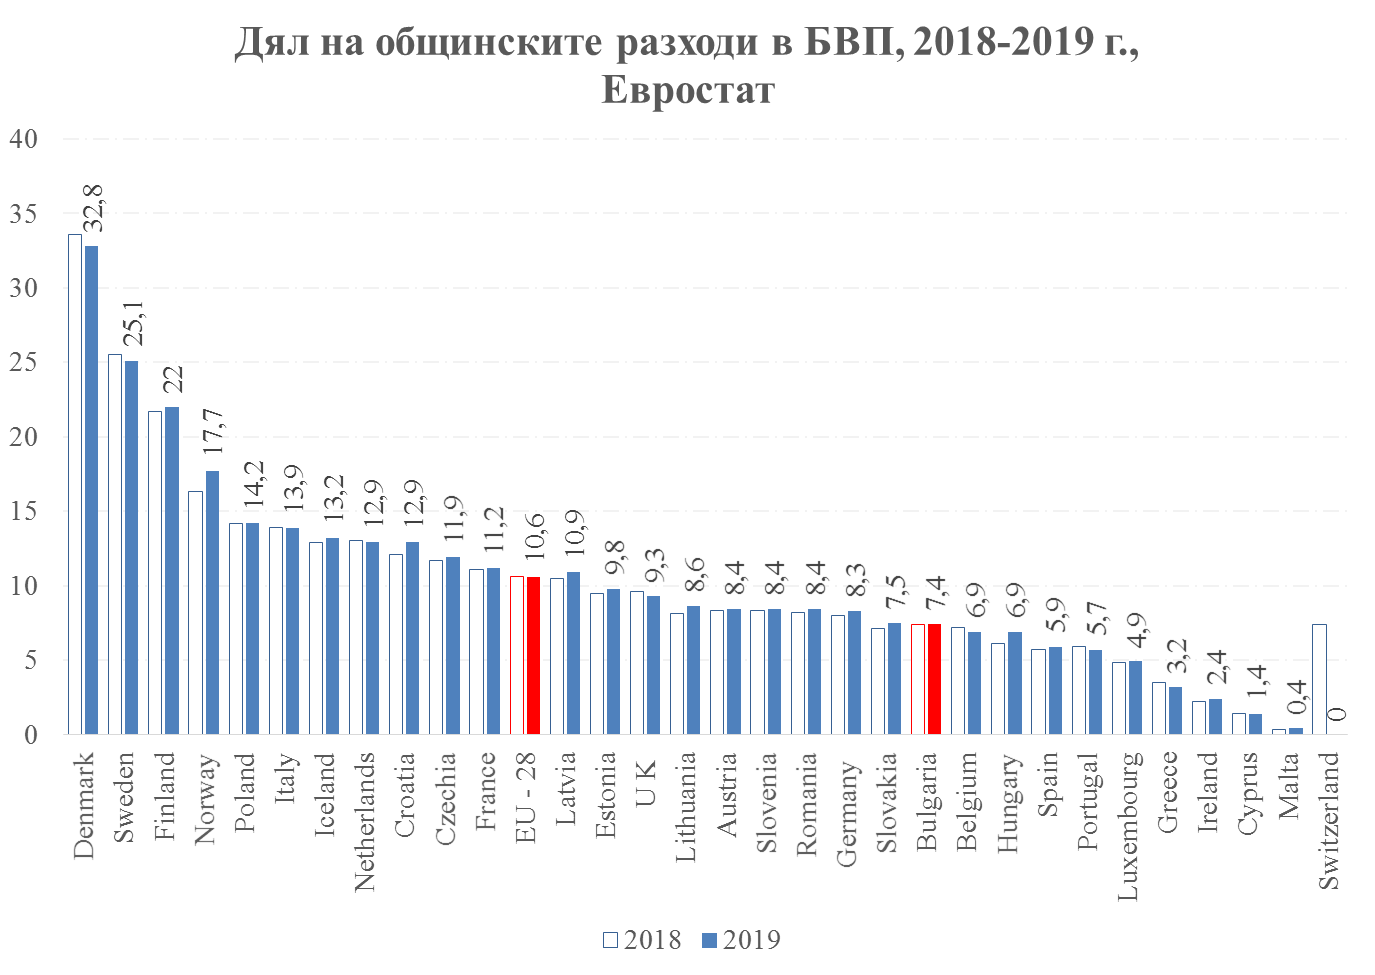 Дял на общинските разходи в БВП, 2018-2019 г.,
Евростат
40
35
30
25
20
15
10
5
0
32,8
25,1
22
17,7
14,2
13,9
13,2
12,9
12,9
11,9
11,2
10,6
10,9
9,8
9,3
8,6
8,4
8,4
8,4
8,3
7,5
7,4
6,9
6,9
5,9
5,7
4,9
3,2
2,4
1,4
0,4
0
Denmark
Sweden
Finland
Norway
Poland
Italy
Iceland
Netherlands
Croatia
Czechia
France
EU - 28
Latvia
Estonia
U K
Lithuania
Austria
Slovenia
Romania
Germany
Slovakia
Bulgaria
Belgium
Hungary
Spain
Portugal
Luxembourg
Greece
Ireland
Cyprus
Malta
Switzerland
2018 2019